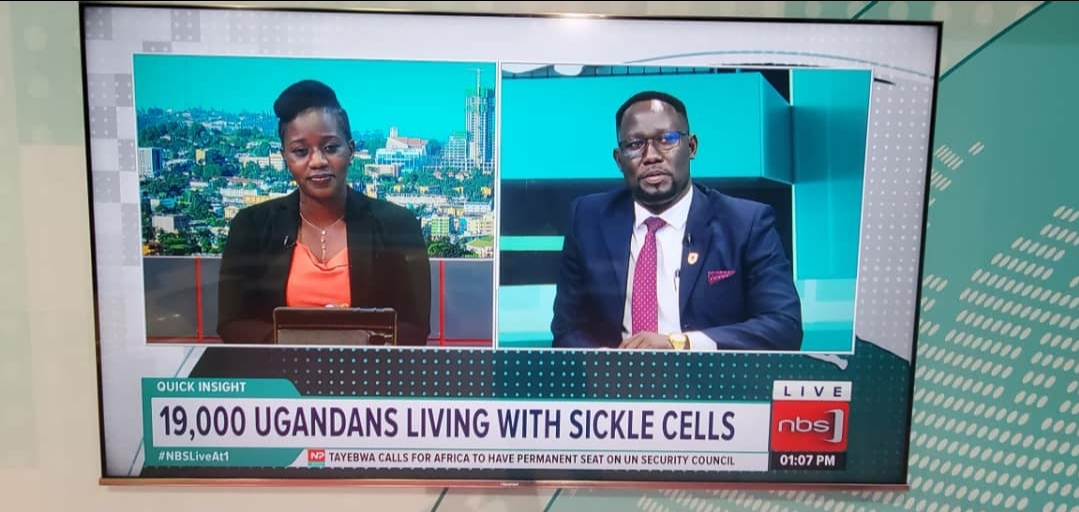 QUICK INSIGHT
LIVE
19,000 UGANDANS LIVING WITH SICKLE CELLS
nbs
#NBSLiveAt1
NP TAYEBWA CALLS FOR AFRICA TO HAVE PERMANENT SEAT ON UN SECURITY COUNCIL
01:07 PM